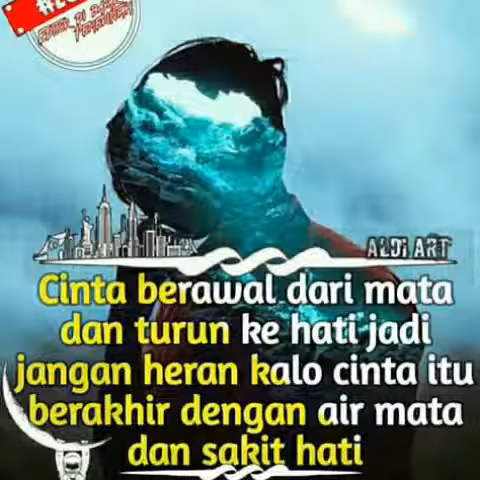 ALDI ART
Cinta berawal dari mata
dan turun ke hati jadi
jangan heran kalo cinta itu
berakhir dengan air mata
dan sakit hati